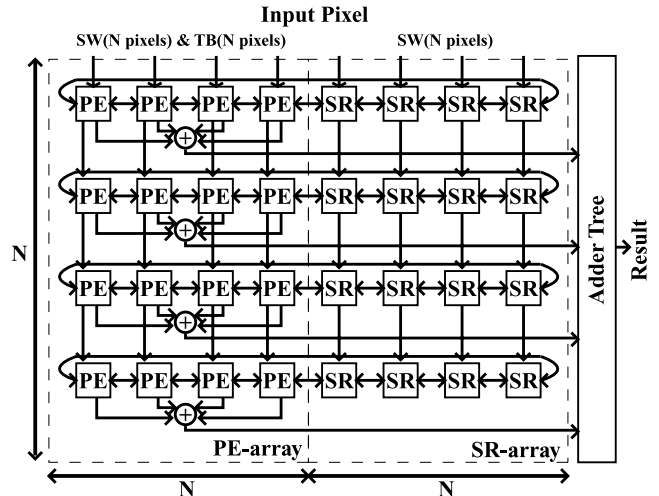 Input Pixel
SW(N pixels) & TB(N pixels) SW(N pixels)
PE PE PE PE SR SR SR SR
+
PE PE PE PE SR SR SR SR
+
N
Adder Tree
Result
PE PE PE PE SR SR SR SR
+
PE PE PE PE SR SR SR SR
+
PE-array SR-array
N N